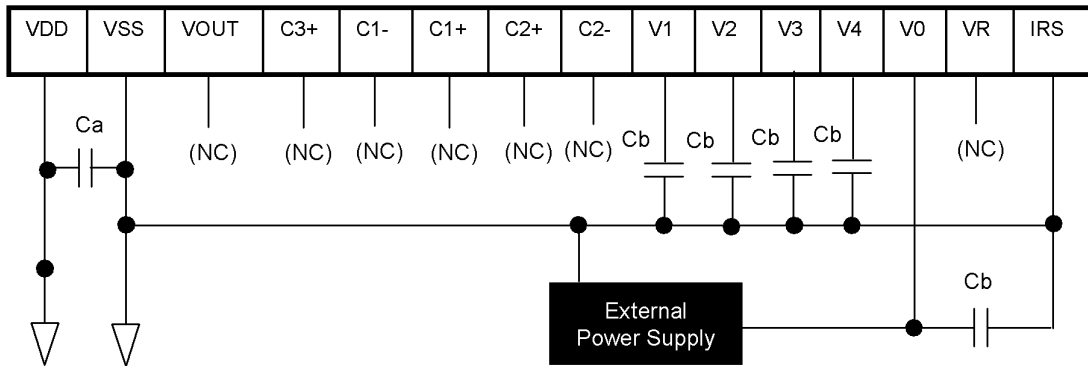 VDD VSS VOUT C3+ C1- C1+ C2+ C2- V1 V2 V3 V4 V0 VR IRS
Ca
Cb Cb Cb Cb
(NC) (NC) (NC) (NC) (NC) (NC) (NC)
Cb
External
Power Supply